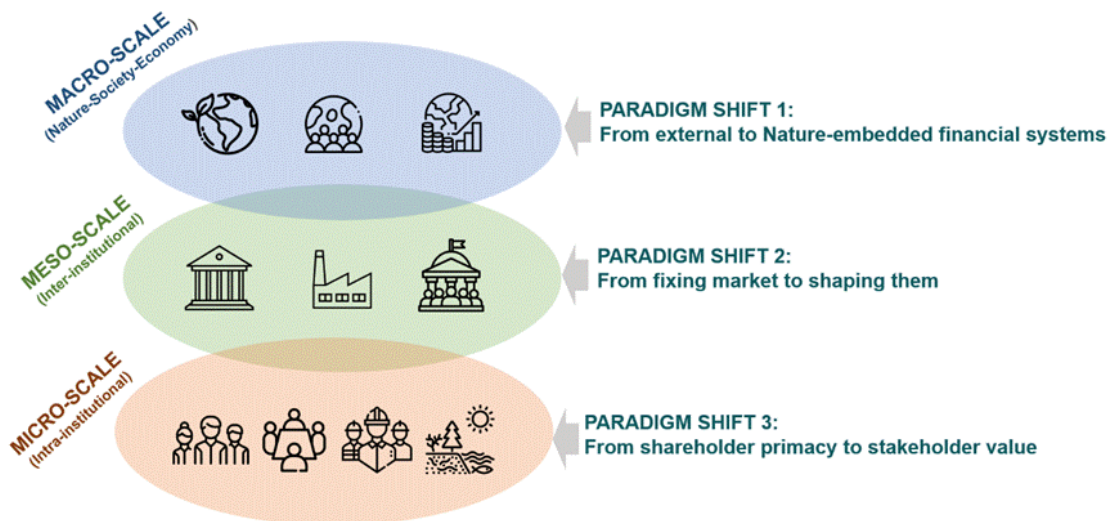 MACRO-SCALE
(Nature-Society-Economy)
PARADIGM SHIFT 1:
From external to Nature-embedded financial systems
MESO-SCALE
(Inter-institutional)
PARADIGM SHIFT 2:
From fixing market to shaping them
MICRO-SCALE
(Intra-institutional)
PARADIGM SHIFT 3:
From shareholder primacy to stakeholder value